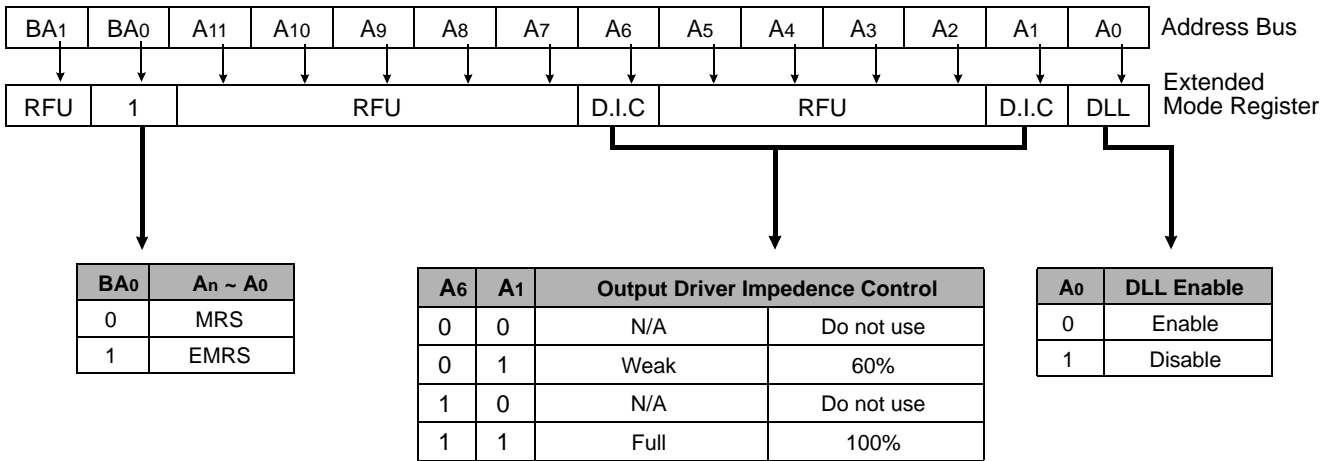 BA1 BA0 A11 A10 A9 A8 A7 A6 A5 A4 A3 A2 A1 A0 Address Bus
RFU 1 RFU D.I.C RFU D.I.C DLL Extended
Mode Register
BA0 An ~ A0
0 MRS
1 EMRS
A6 A1 Output Driver Impedence Control
0 0 N/A Do not use
0 1 Weak 60%
1 0 N/A Do not use
1 1 Full 100%
A0 DLL Enable
0 Enable
1 Disable